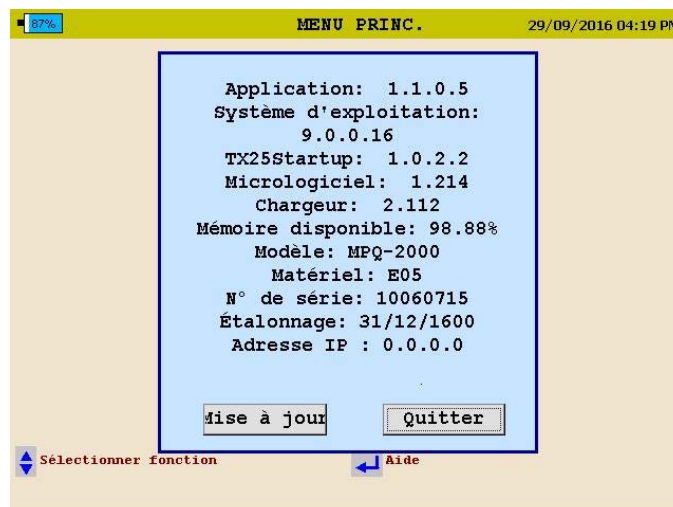 87%
MENU PRINC.
29/09/2016 04:19 PM
Application: 1.1.0.5
Système d'exploitation:
9.0.0.16
TX25Startup: 1.0.2.2
Micrologiciel: 1.214
Chargeur: 2.112
Mémoire disponible: 98.88%
Modèle: MPQ-2000
Matériel: E05
N° de série: 10060715
Étalonnage: 31/12/1600
Adresse IP : 0.0.0.0
Mise à jour
Quitter
Sélectionner fonction
Aide